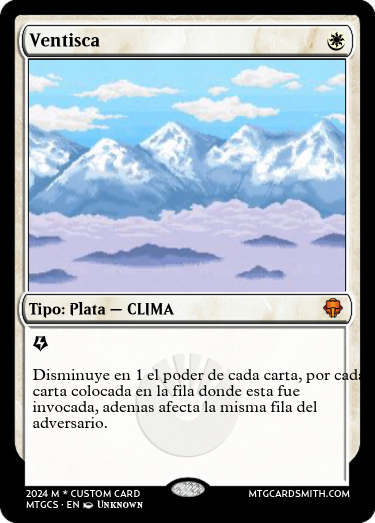 Ventisca
Tipo: Plata — CLIMA
Disminuye en 1 el poder de cada carta, por cada
carta colocada en la fila donde esta fue
invocada, ademas afecta la misma fila del
adversario.
2024 M * CUSTOM CARD
MTGCS · EN Unknown
MTGCARDSMITH.COM